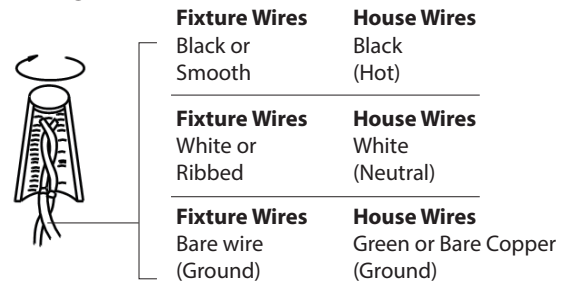 Fixture Wires House Wires
Black or Black
Smooth (Hot)
Fixture Wires House Wires
White or White
Ribbed (Neutral)
Fixture Wires House Wires
Bare wire Green or Bare Copper
(Ground) (Ground)